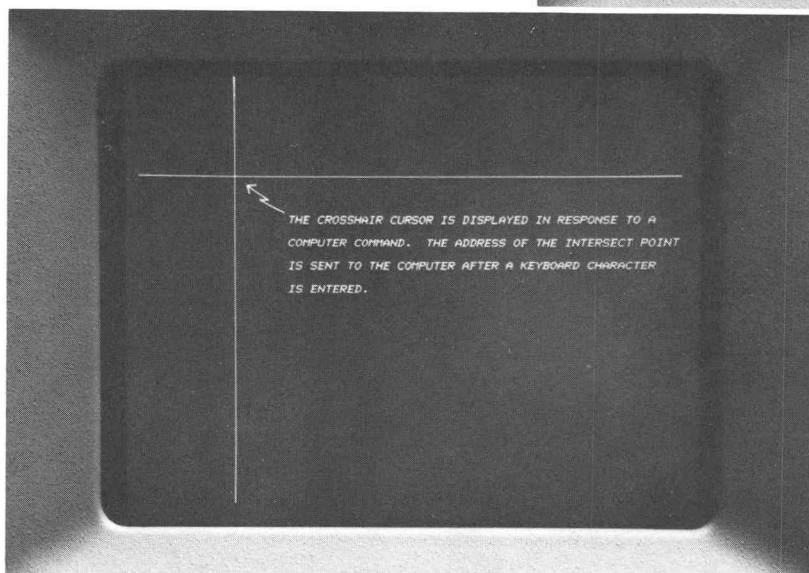 THE CROSSHAIR CURSOR IS DISPLAYED IN RESPONSE TO A
COMPUTER COMMAND. THE ADDRESS OF THE INTERSECT POINT
IS SENT TO THE COMPUTER AFTER A KEYBOARD CHARACTER
IS ENTERED.